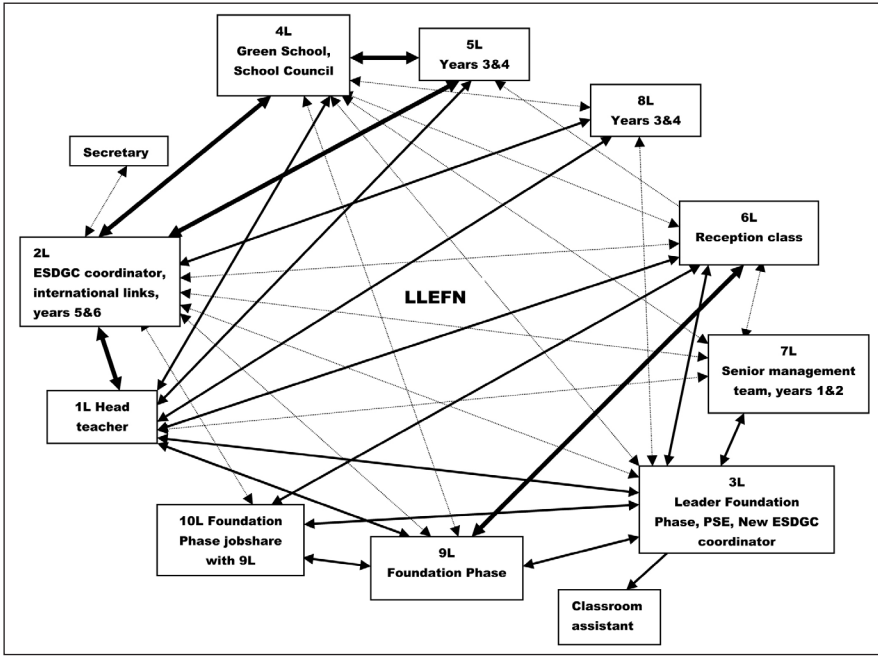 4L
Green School,
School Council
5L
Years 3&4
8L
Years 3&4
Secretary
6L
Reception class
2L
ESDGC coordinator,
international links,
years 5&6
LLEFN
7L
Senior management
team, years 1&2
1L Head
teacher
3L
Leader Foundation
Phase, PSE, New ESDGC
coordinator
10L Foundation
Phase jobshare
with 9L
9L
Foundation Phase
Classroom
assistant